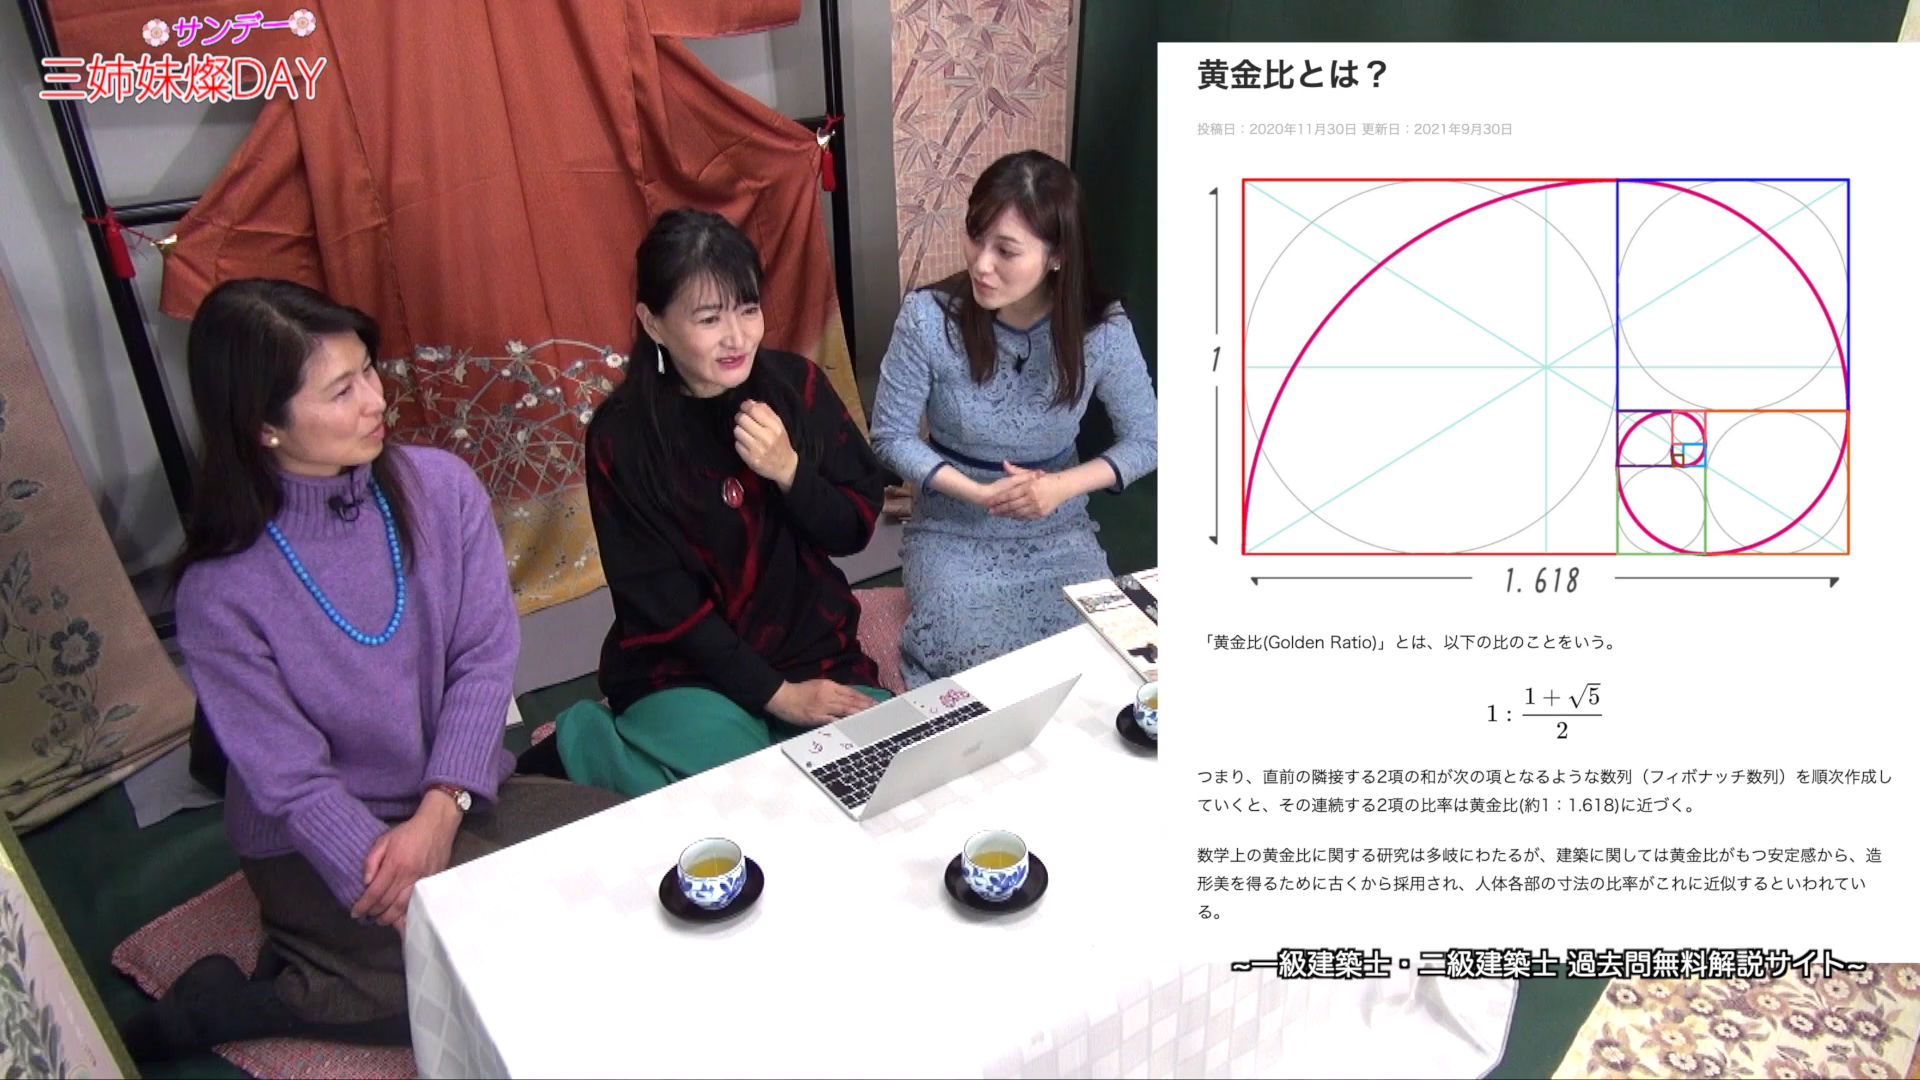 サンデー
三姉妹燦DAY
黄金比とは？
投稿日：2020年11月30日 更新日：2021年9月30日
1
1.618
「黄金比(Golden Ratio)」とは、以下の比のことをいう。
1 : (1 + √5) / 2
つまり、直前の隣接する2項の和が次の項となるような数列（フィボナッチ数列）を順次作成し
ていくと、その連続する2項の比率は黄金比(約1：1.618)に近づく。
数学上の黄金比に関する研究は多岐にわたるが、建築に関しては黄金比がもつ安定感から、造
形美を得るために古くから採用され、人体各部の寸法の比率がこれに近似するといわれてい
る。
~一級建築士・二級建築士 過去問無料解説サイト~